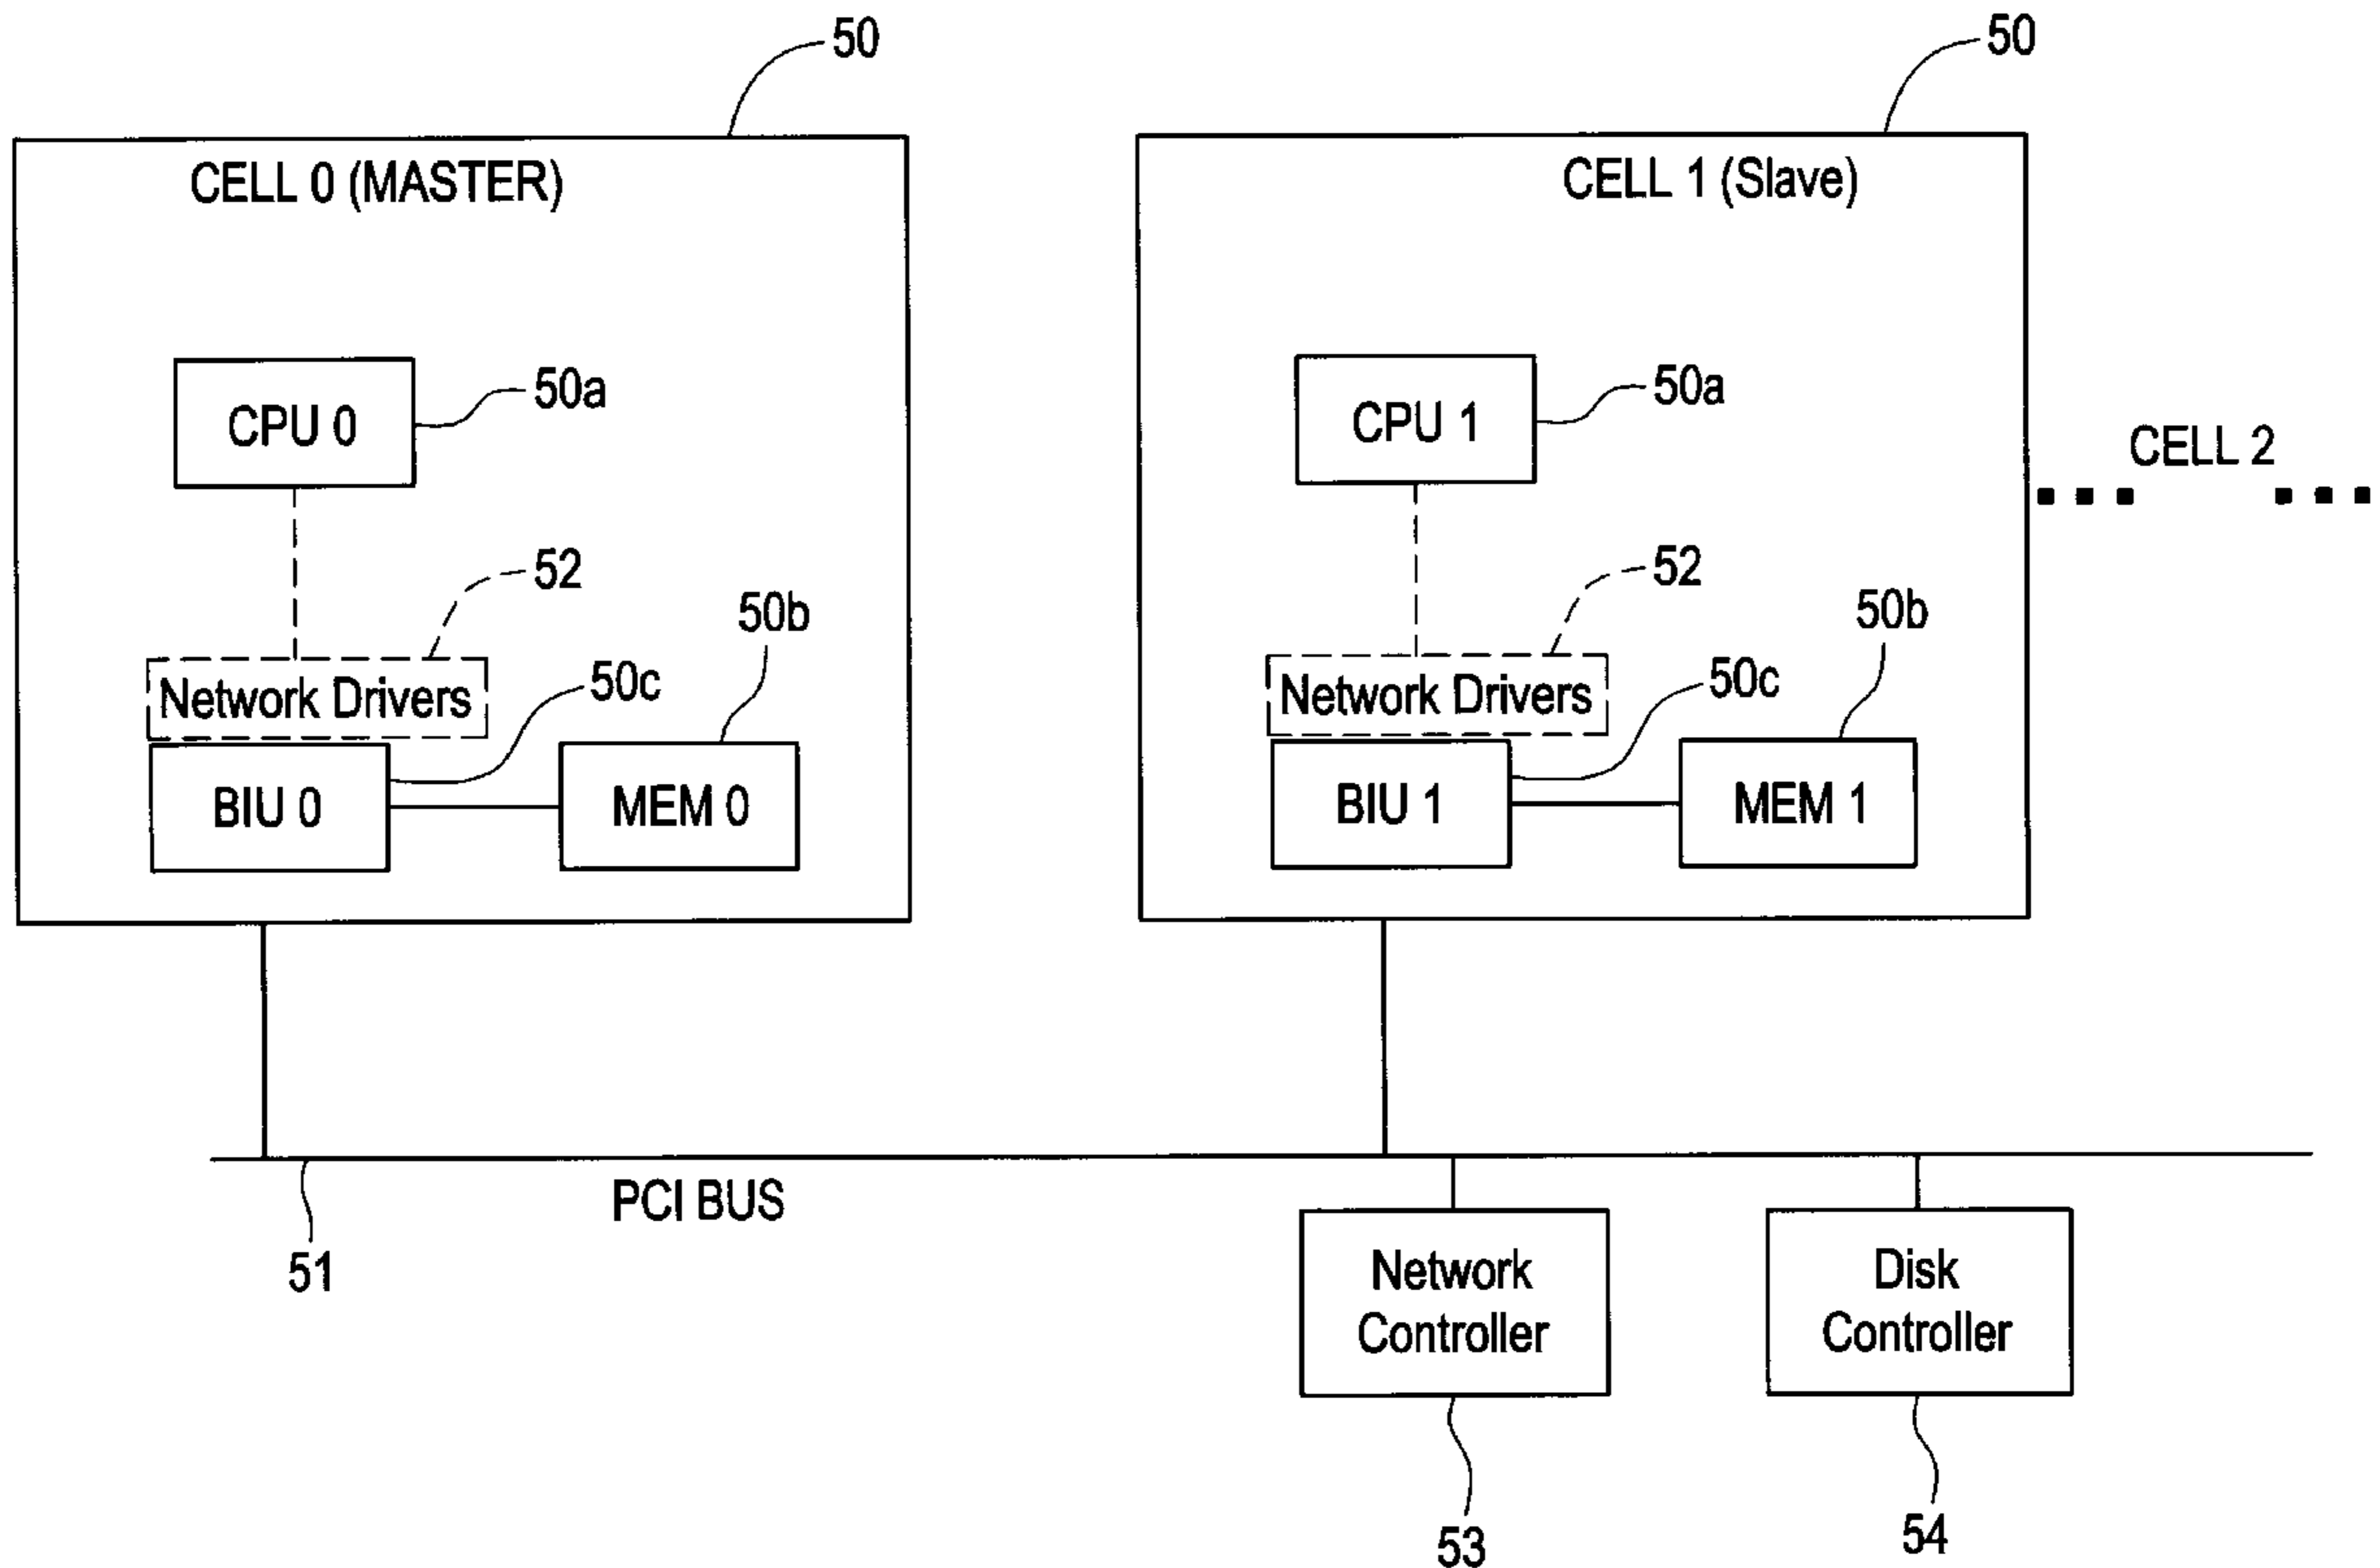 50
50
CELL 0 (MASTER)
CELL 1 (Slave)
CPU 0
50a
CPU 1
50a
CELL 2
52
52
50b
50b
Network Drivers
50c
Network Drivers
50c
BIU 0
MEM 0
BIU 1
MEM 1
PCI BUS
51
Network
Controller
Disk
Controller
53
54